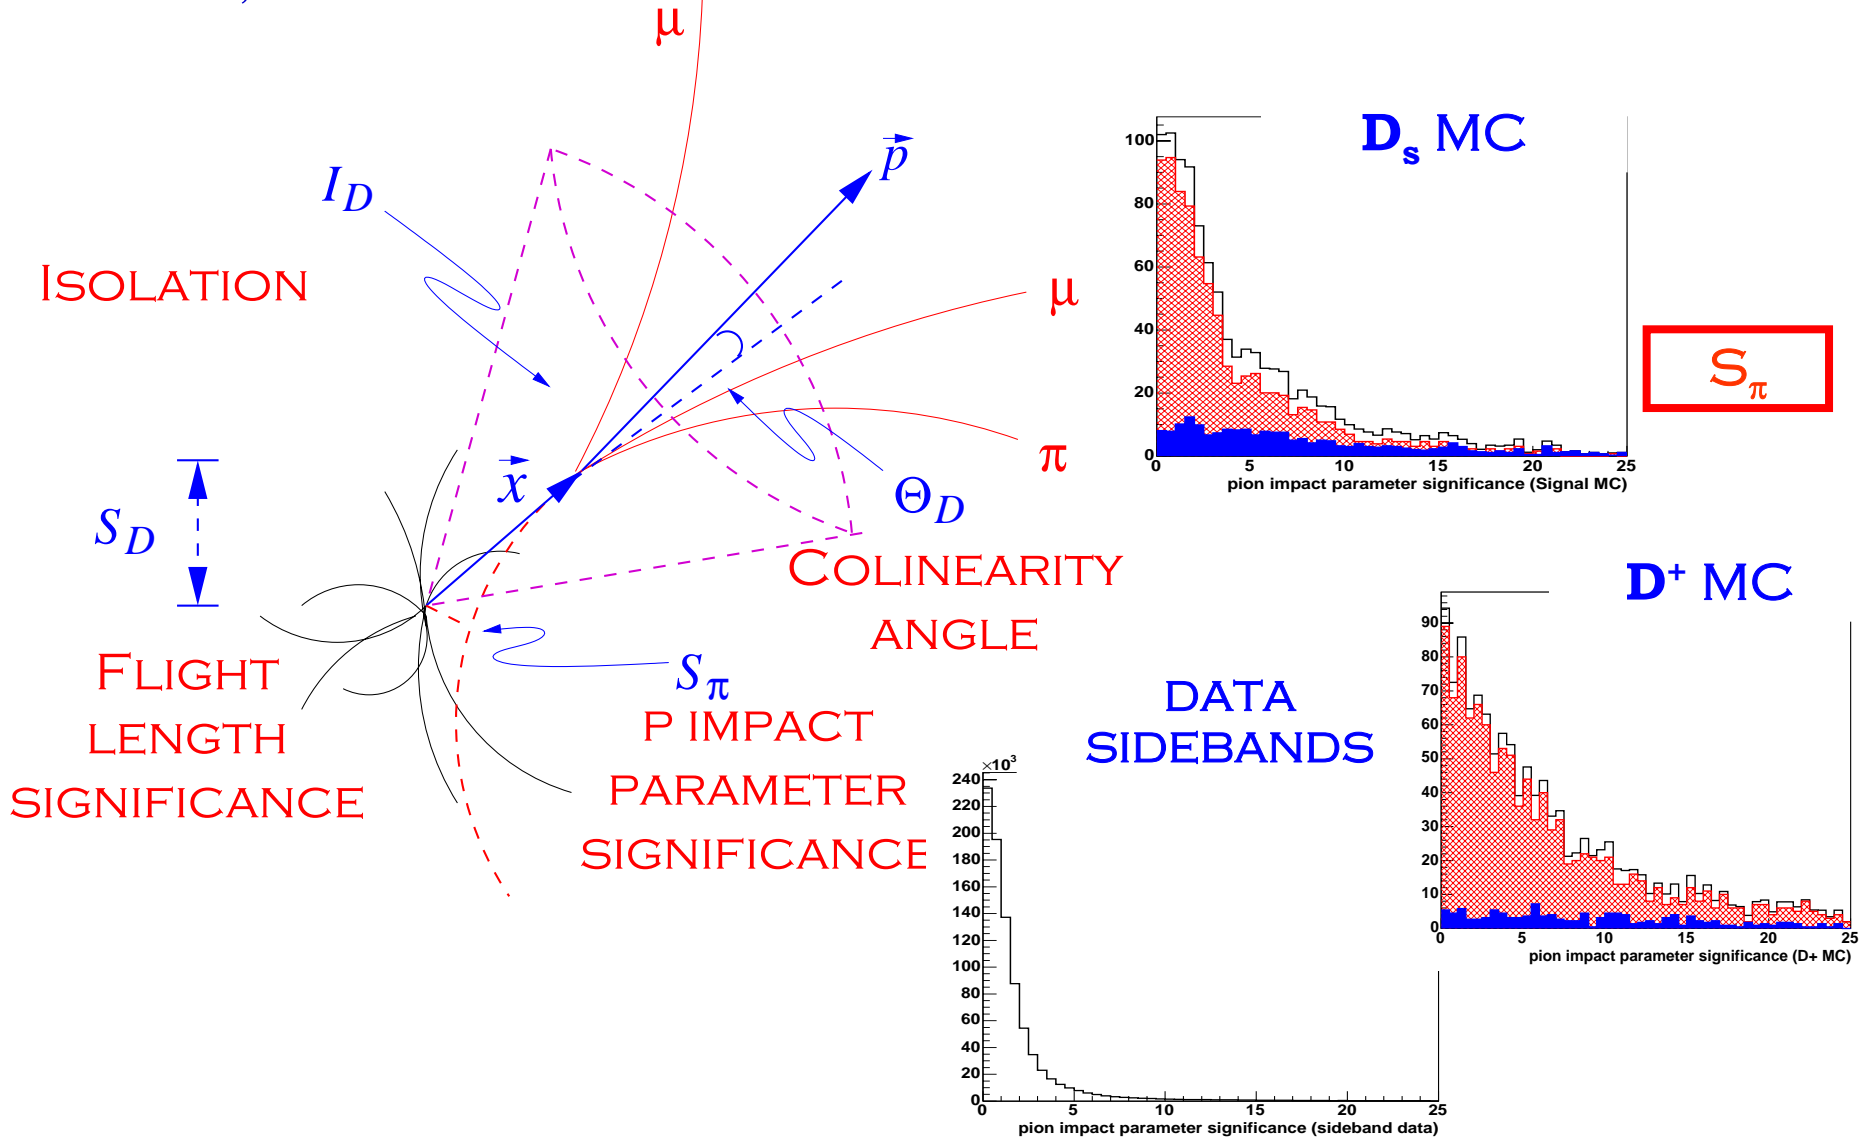 μ
p
I_D
ISOLATION
μ
π
x
Θ_D
S_D
COLINEARITY
ANGLE
FLIGHT
LENGTH
SIGNIFICANCE
S_π
P IMPACT
PARAMETER
SIGNIFICANCE
D_s MC
100
80
60
40
20
0
0 5 10 15 20 25
pion impact parameter significance (Signal MC)
S_π
D⁺ MC
90
80
70
60
50
40
30
20
10
0
0 5 10 15 20 25
pion impact parameter significance (D+ MC)
DATA
SIDEBANDS
×10³
240
220
200
180
160
140
120
100
80
60
40
20
0
0 5 10 15 20 25
pion impact parameter significance (sideband data)